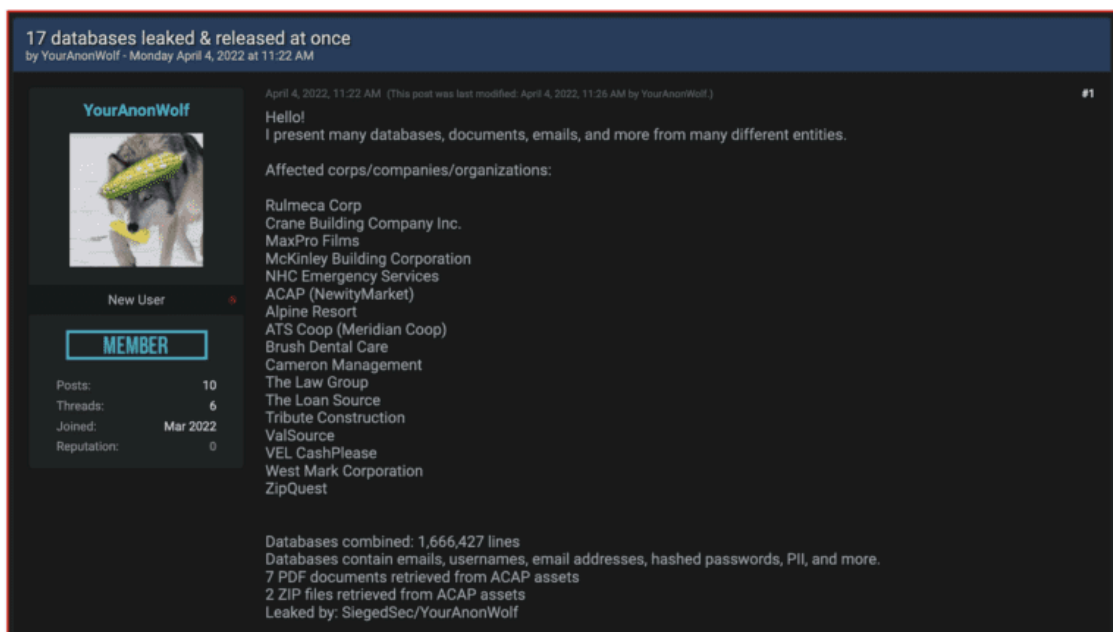 17 databases leaked & released at once
by YourAnonWolf - Monday April 4, 2022 at 11:22 AM
YourAnonWolf
New User
MEMBER
Posts: 10
Threads: 6
Joined: Mar 2022
Reputation: 0
April 4, 2022, 11:22 AM (This post was last modified: April 4, 2022, 11:26 AM by YourAnonWolf.)
#1
Hello!
I present many databases, documents, emails, and more from many different entities.
Affected corps/companies/organizations:
Rulmeca Corp
Crane Building Company Inc.
MaxPro Films
McKinley Building Corporation
NHC Emergency Services
ACAP (NewityMarket)
Alpine Resort
ATS Coop (Meridian Coop)
Brush Dental Care
Cameron Management
The Law Group
The Loan Source
Tribute Construction
ValSource
VEL CashPlease
West Mark Corporation
ZipQuest
Databases combined: 1,666,427 lines
Databases contain emails, usernames, email addresses, hashed passwords, PII, and more.
7 PDF documents retrieved from ACAP assets
2 ZIP files retrieved from ACAP assets
Leaked by: SiegedSec/YourAnonWolf